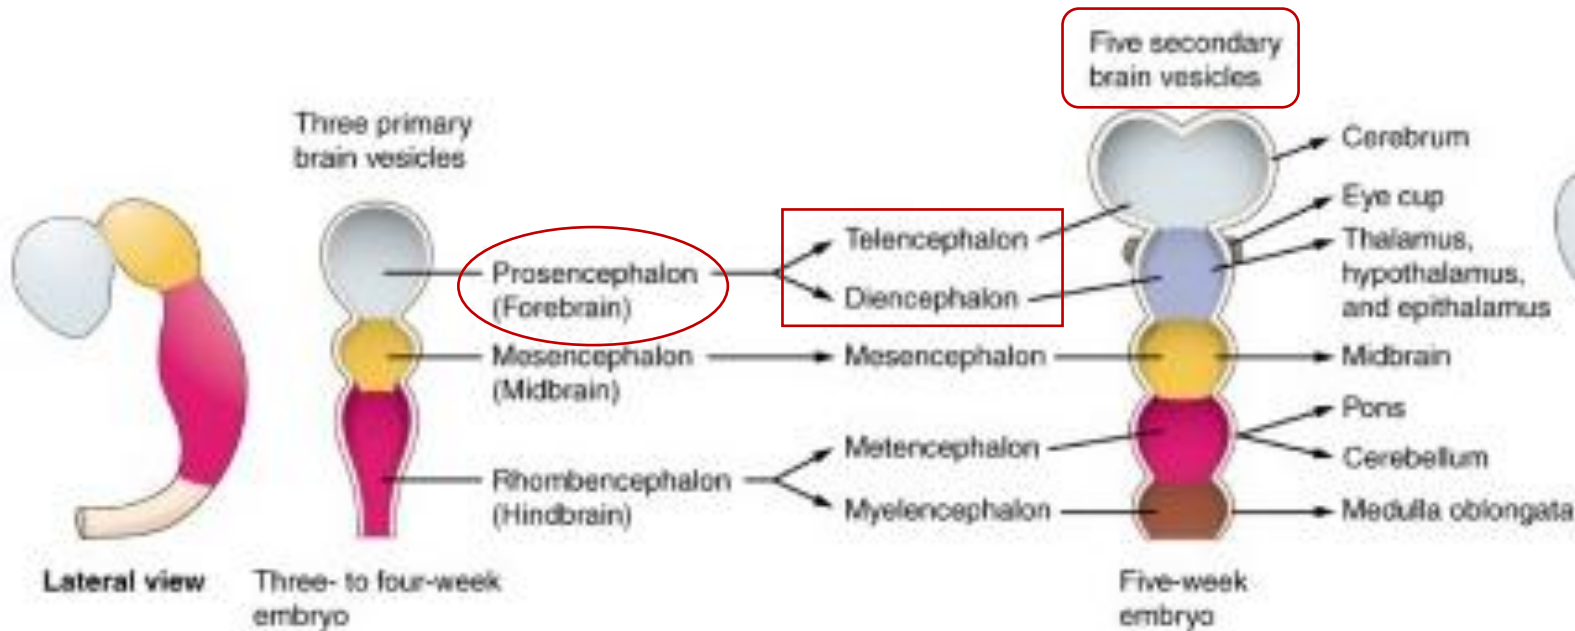 Five secondary
brain vesicles
Three primary
brain vesicles
Cerebrum
Eye cup
Telencephalon
Thalamus,
hypothalamus,
and epithalamus
Prosencephalon
(Forebrain)
Diencephalon
Mesencephalon
(Midbrain)
Mesencephalon
Midbrain
Pons
Metencephalon
Cerebellum
Rhombencephalon
(Hindbrain)
Myelencephalon
Medulla oblongata
Lateral view
Three- to four-week
embryo
Five-week
embryo